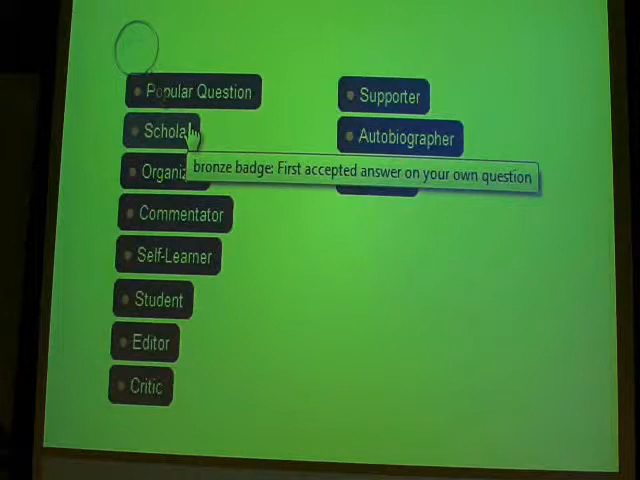 Popular Question
Supporter
Scholar
Autobiographer
bronze badge: First accepted answer on your own question
Organiz
Commentator
Self-Learner
Student
Editor
Critic